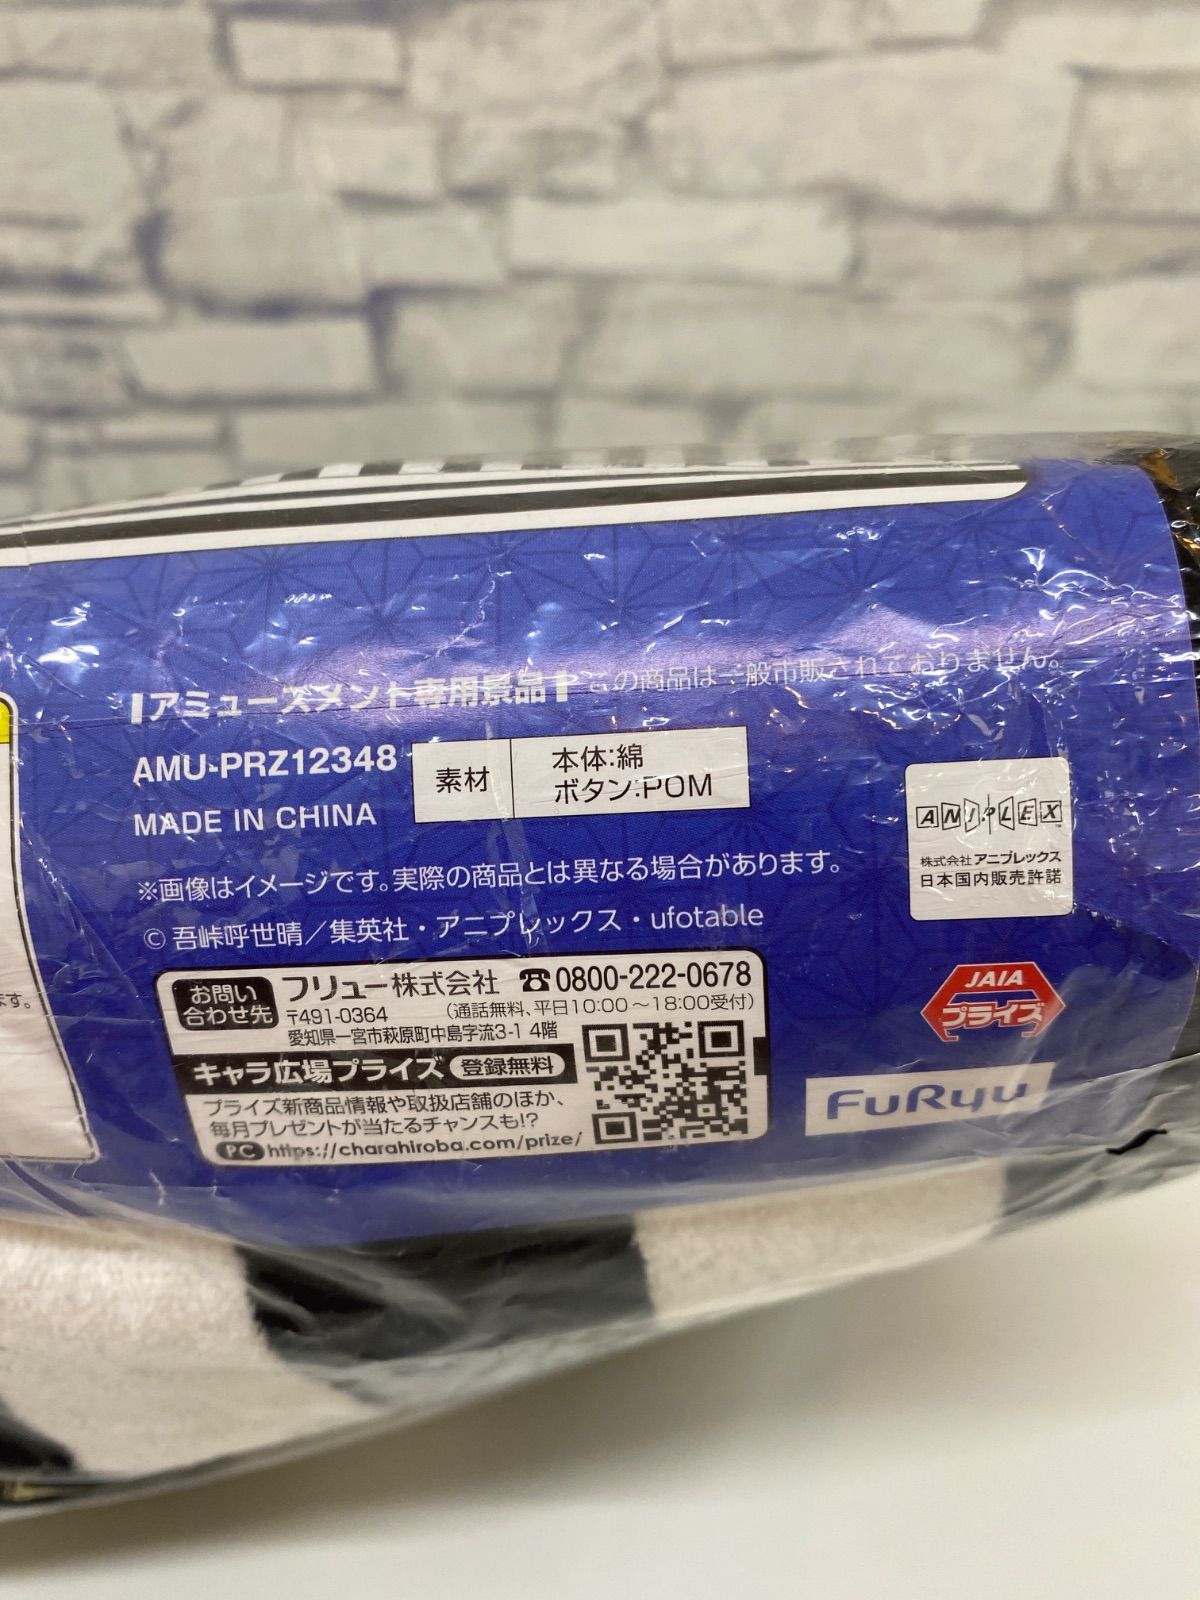 アミューズメント専用景品 この商品は一般市販されておりません。
AMU-PRZ12348
MADE IN CHINA
素材
本体:綿
ボタン:POM
※画像はイメージです。実際の商品とは異なる場合があります。
© 吾峠呼世晴／集英社・アニプレックス・ufotable
ANIPLEX
株式会社 アニプレックス
日本国内販売許諾
ます。
お問い
合わせ先
フリュー株式会社 ☎0800-222-0678
〒491-0364 （通話無料、平日10:00～18:00受付）
愛知県一宮市萩原町中島字流3-1 4階
キャラ広場プライズ 登録無料
プライズ新商品情報や取扱店舗のほか、
毎月プレゼントが当たるチャンスも!?
PC https://charahiroba.com/prize/
JAIA
プライズ
FuRyu